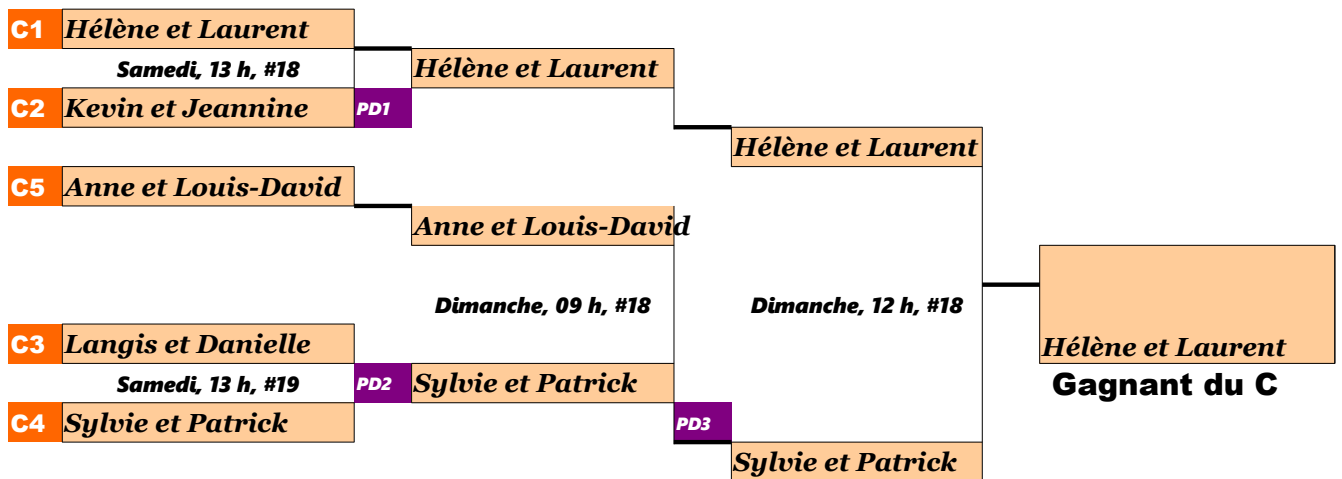 C1 Hélène et Laurent
Samedi, 13 h, #18
Hélène et Laurent
C2 Kevin et Jeannine
PD1
Hélène et Laurent
C5 Anne et Louis-David
Anne et Louis-David
Dimanche, 09 h, #18
Dimanche, 12 h, #18
C3 Langis et Danielle
Hélène et Laurent
Samedi, 13 h, #19
PD2
Sylvie et Patrick
Gagnant du C
C4 Sylvie et Patrick
PD3
Sylvie et Patrick